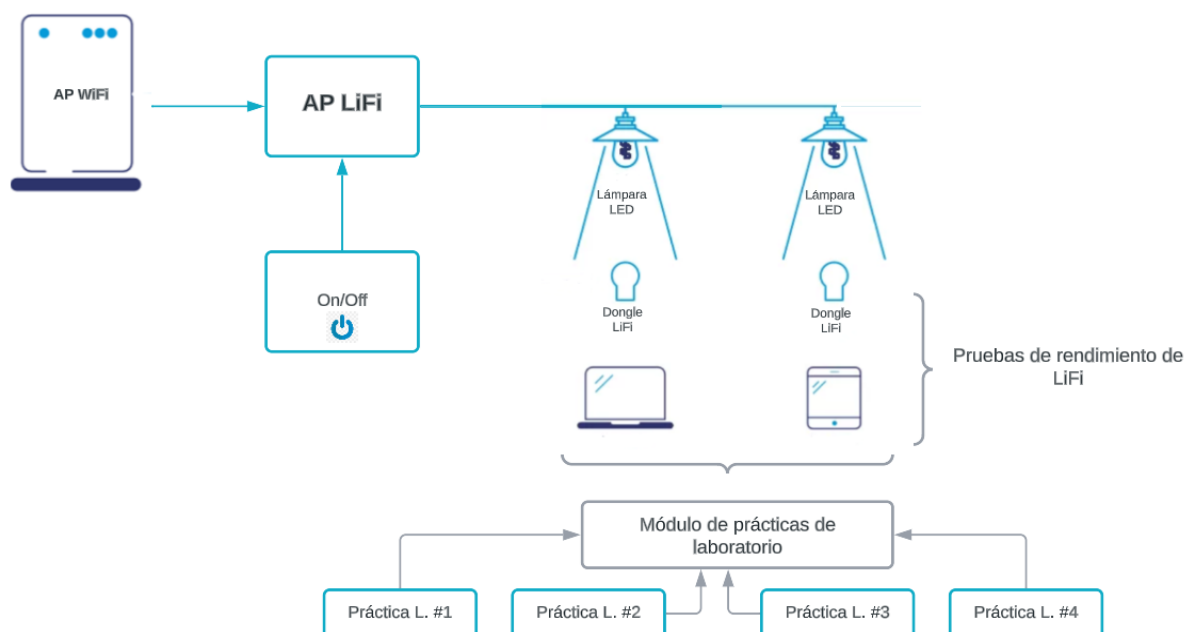 AP WiFi
AP LiFi
Lámpara
LED
Lámpara
LED
On/Off
Dongle
LiFi
Dongle
LiFi
Pruebas de rendimiento de
LiFi
Módulo de prácticas de
laboratorio
Práctica L. #1
Práctica L. #2
Práctica L. #3
Práctica L. #4